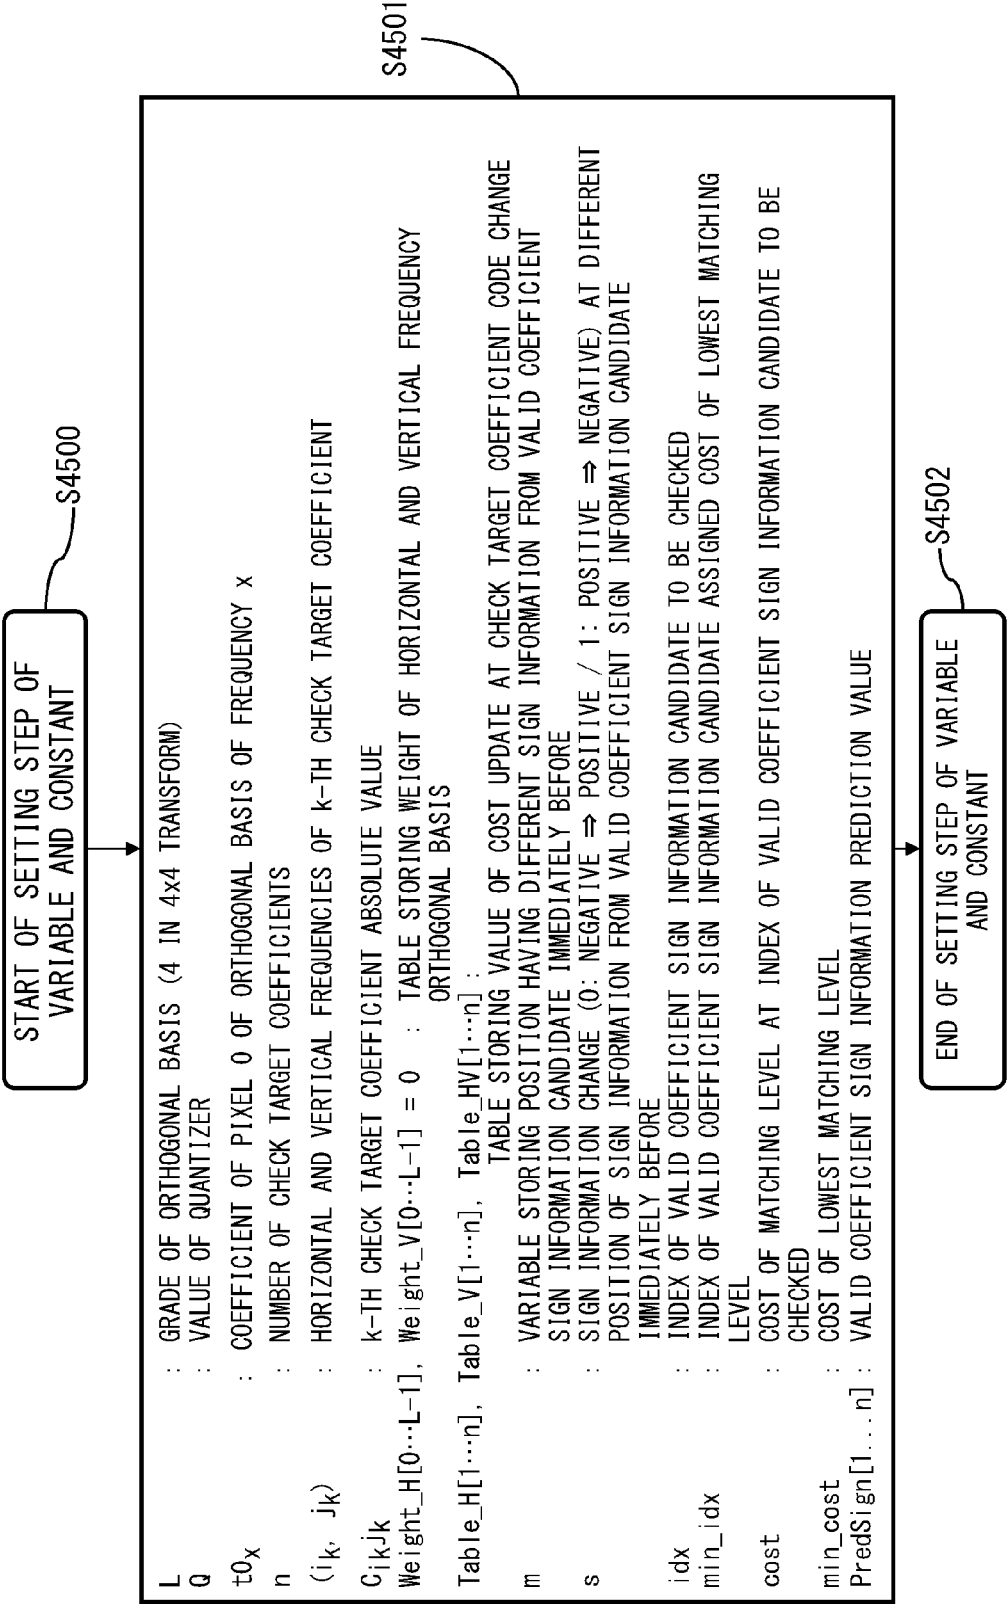 START OF SETTING STEP OF
VARIABLE AND CONSTANT
S4500
S4501
L : GRADE OF ORTHOGONAL BASIS (4 IN 4x4 TRANSFORM)
Q : VALUE OF QUANTIZER
t0x : COEFFICIENT OF PIXEL 0 OF ORTHOGONAL BASIS OF FREQUENCY x
n : NUMBER OF CHECK TARGET COEFFICIENTS
(ik, jk) : HORIZONTAL AND VERTICAL FREQUENCIES OF k-TH CHECK TARGET COEFFICIENT
Cikjk : k-TH CHECK TARGET COEFFICIENT ABSOLUTE VALUE
Weight_H[0⋯L-1], Weight_V[0⋯L-1] = 0 : TABLE STORING WEIGHT OF HORIZONTAL AND VERTICAL FREQUENCY
ORTHOGONAL BASIS
Table_H[1⋯n], Table_V[1⋯n], Table_HV[1⋯n] :
TABLE STORING VALUE OF COST UPDATE AT CHECK TARGET COEFFICIENT CODE CHANGE
m : VARIABLE STORING POSITION HAVING DIFFERENT SIGN INFORMATION FROM VALID COEFFICIENT
SIGN INFORMATION CANDIDATE IMMEDIATELY BEFORE
s : SIGN INFORMATION CHANGE (0: NEGATIVE ⇒ POSITIVE / 1: POSITIVE ⇒ NEGATIVE) AT DIFFERENT
POSITION OF SIGN INFORMATION FROM VALID COEFFICIENT SIGN INFORMATION CANDIDATE
IMMEDIATELY BEFORE
idx : INDEX OF VALID COEFFICIENT SIGN INFORMATION CANDIDATE TO BE CHECKED
min_idx : INDEX OF VALID COEFFICIENT SIGN INFORMATION CANDIDATE ASSIGNED COST OF LOWEST MATCHING
LEVEL
cost : COST OF MATCHING LEVEL AT INDEX OF VALID COEFFICIENT SIGN INFORMATION CANDIDATE TO BE
CHECKED
min_cost : COST OF LOWEST MATCHING LEVEL
PredSign[1...n] : VALID COEFFICIENT SIGN INFORMATION PREDICTION VALUE
END OF SETTING STEP OF VARIABLE
AND CONSTANT
S4502